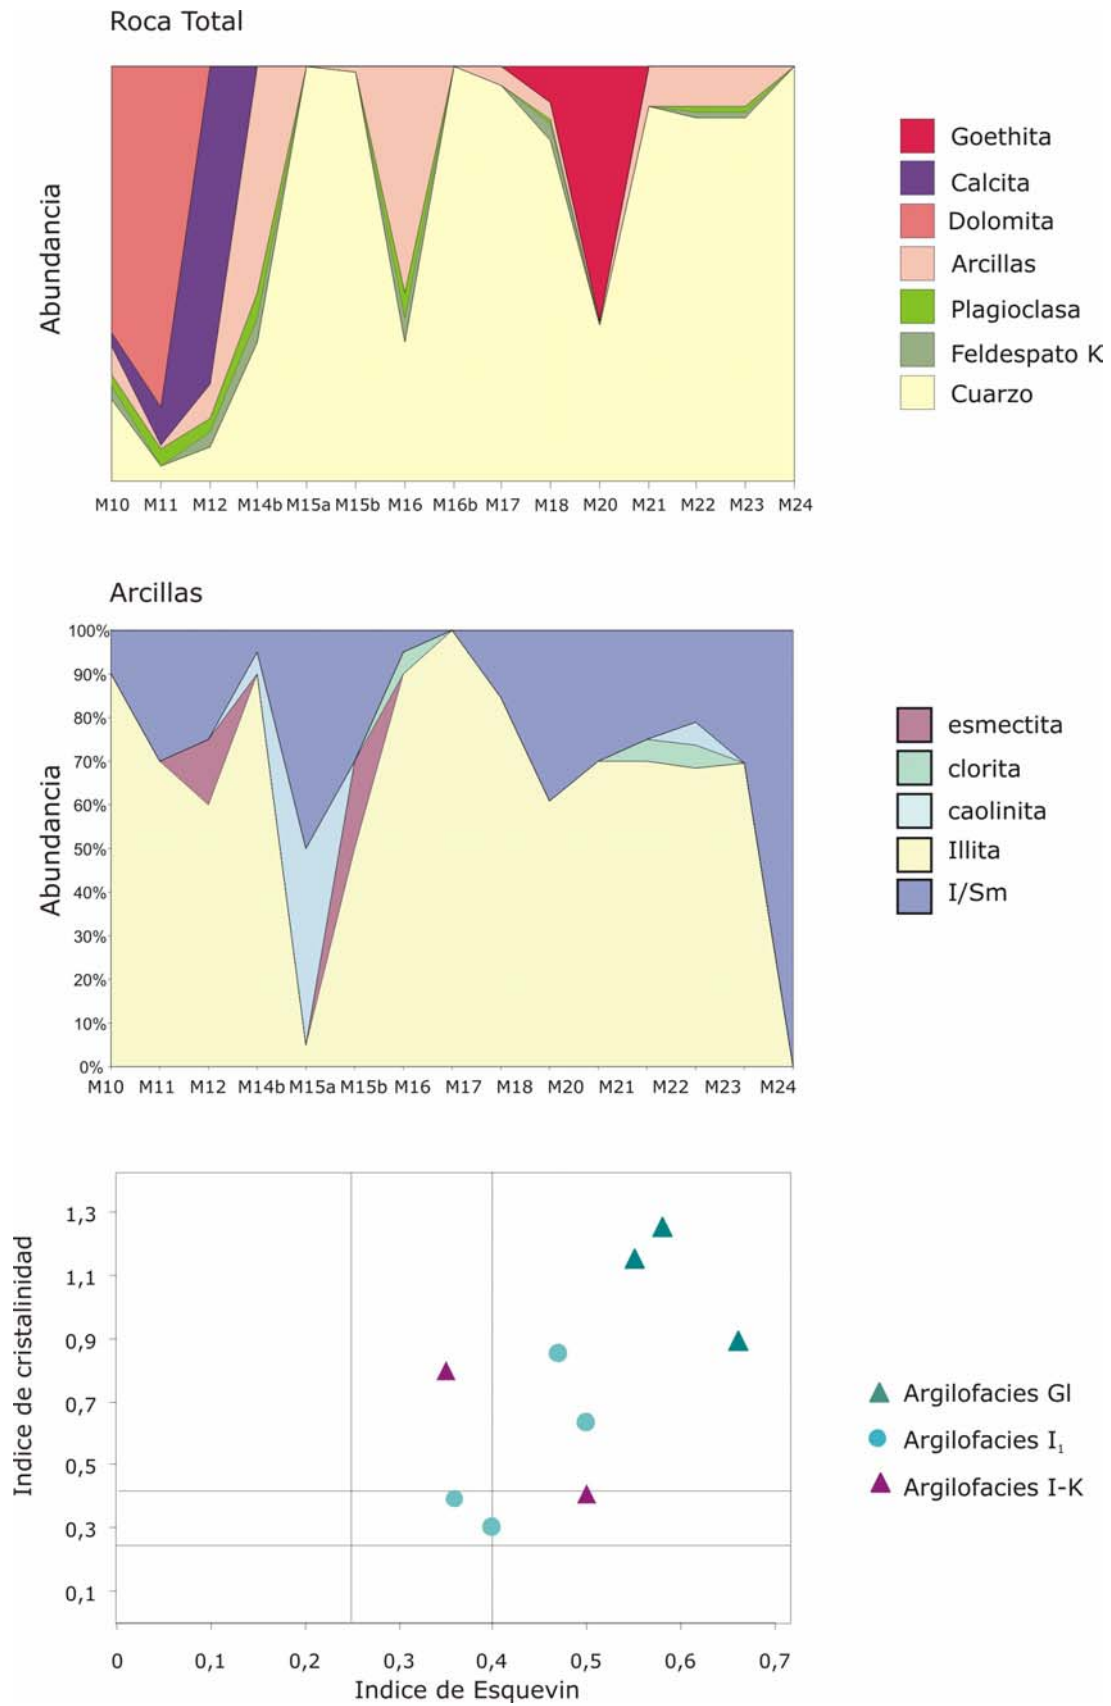 Roca Total
Abundancia
M10 M11 M12 M14b M15a M15b M16 M16b M17 M18 M20 M21 M22 M23 M24
Goethita
Calcita
Dolomita
Arcillas
Plagioclasa
Feldespato K
Cuarzo
Arcillas
Abundancia
100%
90%
80%
70%
60%
50%
40%
30%
20%
10%
0%
M10 M11 M12 M14b M15a M15b M16 M17 M18 M20 M21 M22 M23 M24
esmectita
clorita
caolinita
Illita
I/Sm
Indice de cristalinidad
1,3
1,1
0,9
0,7
0,5
0,3
0,1
0 0,1 0,2 0,3 0,4 0,5 0,6 0,7
Indice de Esquevin
Argilofacies Gl
Argilofacies I₁
Argilofacies I-K